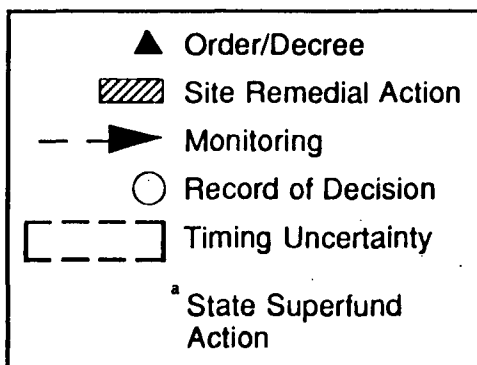 Order/Decree
Site Remedial Action
Monitoring
Record of Decision
Timing Uncertainty
a State Superfund
Action